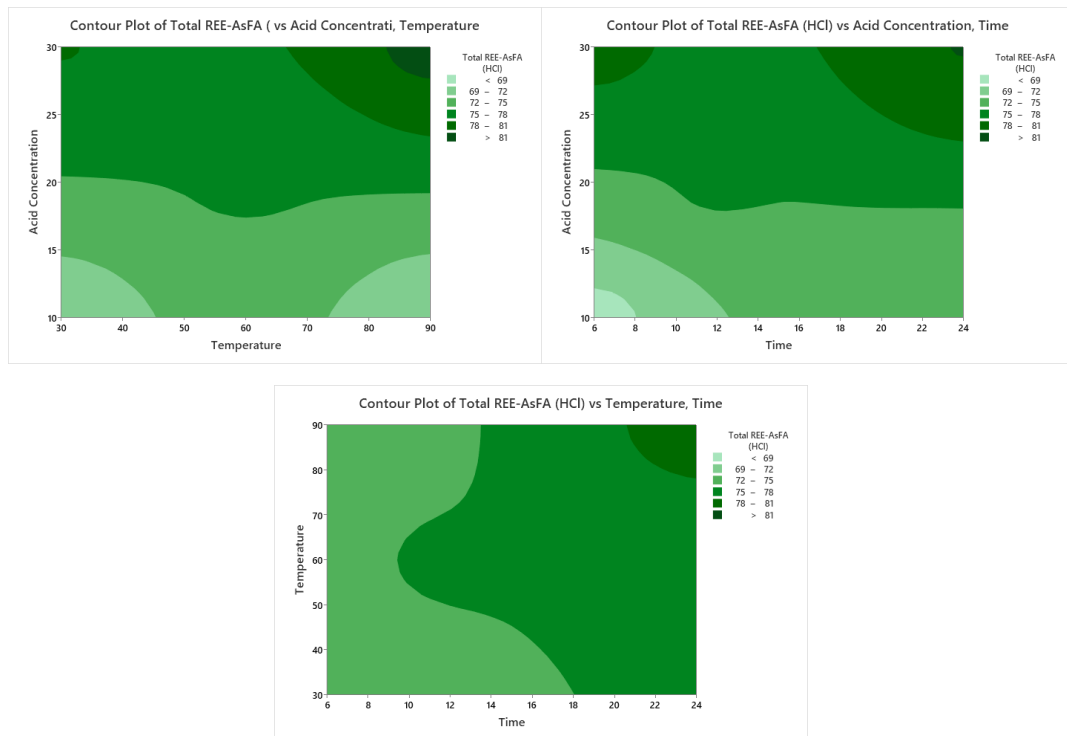 Contour Plot of Total REE-AsFA ( vs Acid Concentrati, Temperature
Total REE-AsFA
(HCl)
< 69
69 – 72
72 – 75
75 – 78
78 – 81
> 81
30
25
20
15
10
Acid Concentration
30 40 50 60 70 80 90
Temperature
Contour Plot of Total REE-AsFA (HCl) vs Acid Concentration, Time
Total REE-AsFA
(HCl)
< 69
69 – 72
72 – 75
75 – 78
78 – 81
> 81
30
25
20
15
10
Acid Concentration
6 8 10 12 14 16 18 20 22 24
Time
Contour Plot of Total REE-AsFA (HCl) vs Temperature, Time
Total REE-AsFA
(HCl)
< 69
69 – 72
72 – 75
75 – 78
78 – 81
> 81
90
80
70
60
50
40
30
Temperature
6 8 10 12 14 16 18 20 22 24
Time